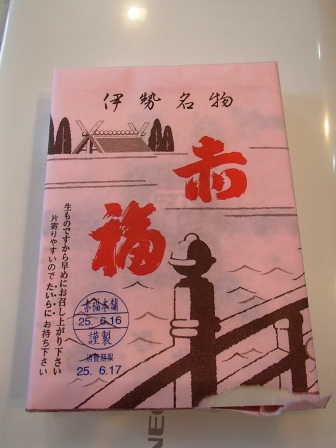 伊勢名物
赤福
生ものですから早めにお召し上がり下さい
片寄りやすいので たいらに お持ち下さい
赤福本舗
25. 6.16
謹製
消費期限
25. 6.17
NEC